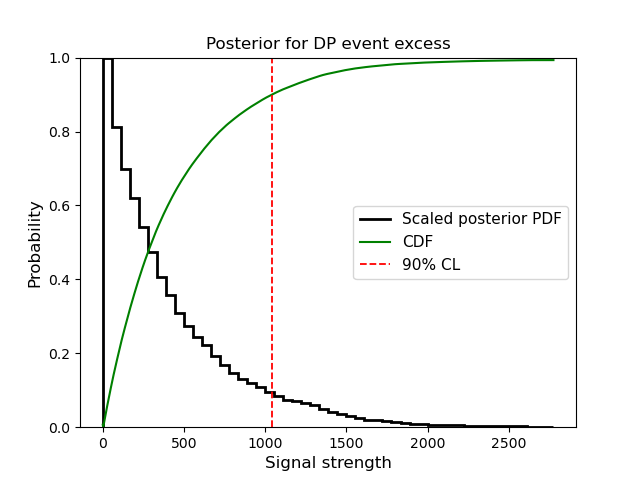 Posterior for DP event excess
Probability
1.0
0.8
0.6
0.4
0.2
0.0
Scaled posterior PDF
CDF
90% CL
0 500 1000 1500 2000 2500
Signal strength